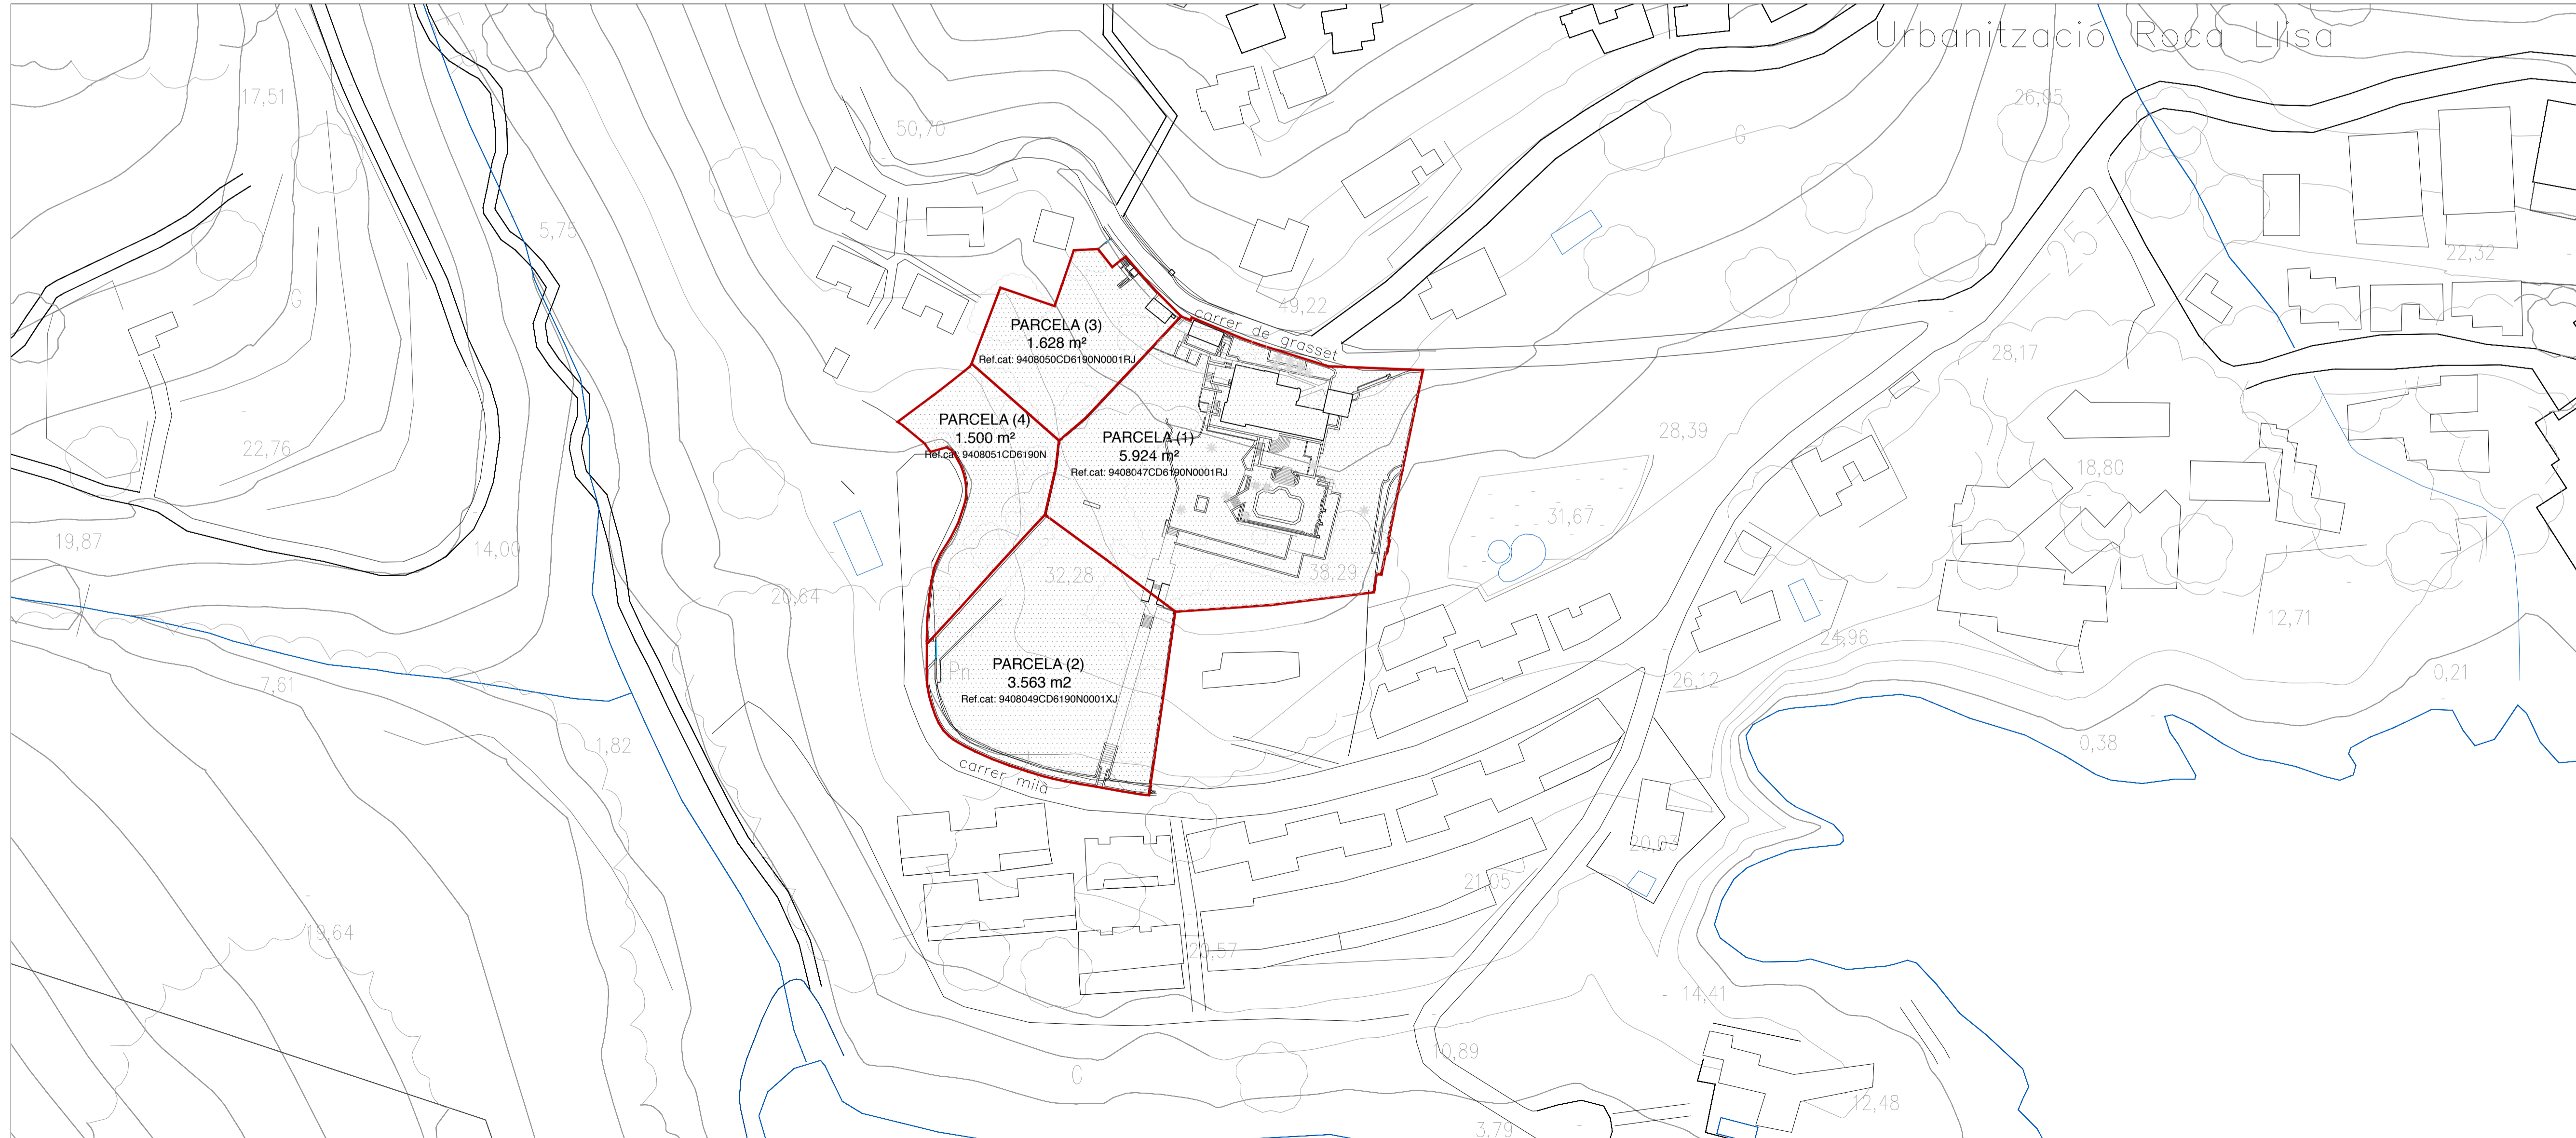 Urbanització Roca Llisa
17,51
26,05
50,70
G
5,75
25
22,32
G
49,22
carrer de grasset
PARCELA (3)
1.628 m²
Ref.cat: 9408050CD6190N0001RJ
28,17
PARCELA (4)
1.500 m²
Ref.cat: 9408051CD6190N
PARCELA (1)
5.924 m²
Ref.cat: 9408047CD6190N0001RJ
28,39
22,76
18,80
31,67
19,87
14,00
32,28
38,29
20,64
12,71
24,96
PARCELA (2)
3.563 m2
Ref.cat: 9408049CD6190N0001XJ
Pn
26,12
0,21
7,61
1,82
0,38
carrer milà
20,03
21,05
19,64
20,57
14,41
10,89
G
12,48
3,79